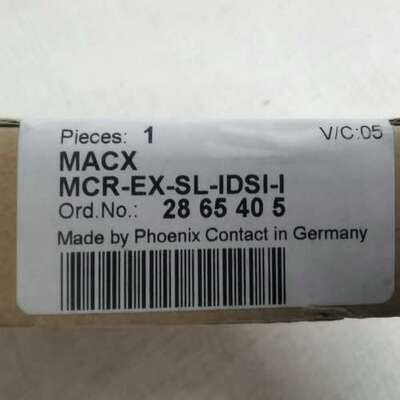 Pieces: 1 V/C:05
MACX
MCR-EX-SL-IDSI-I
Ord.No.: 28 65 40 5
Made by Phoenix Contact in Germany